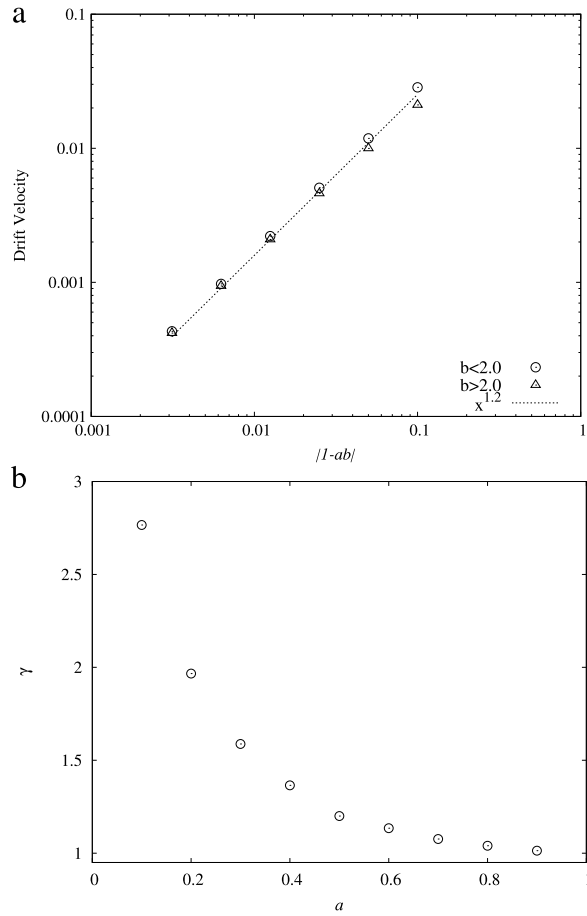 a
0.1
0.01
0.001
0.0001
Drift Velocity
b<2.0
b>2.0
x^1.2
0.001 0.01 0.1 1
|1-ab|
b
3
2.5
2
1.5
1
γ
0 0.2 0.4 0.6 0.8
a